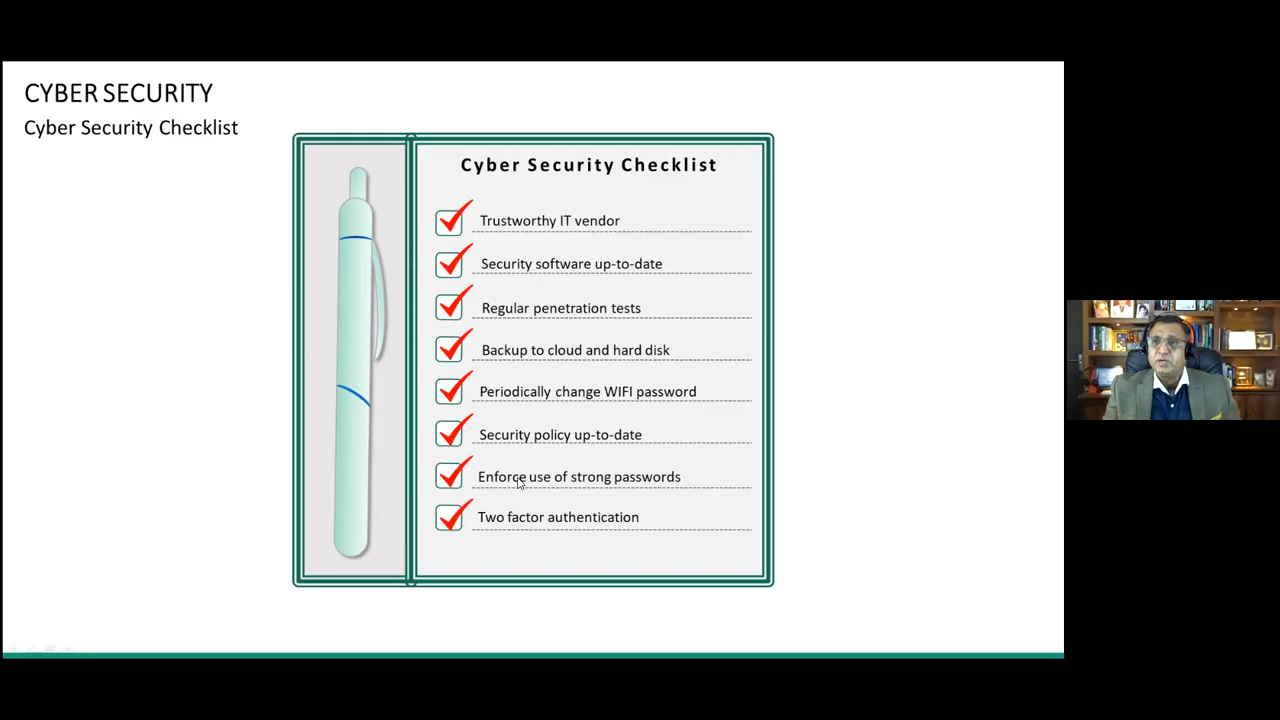 CYBER SECURITY
Cyber Security Checklist
Cyber Security Checklist
Trustworthy IT vendor
Security software up-to-date
Regular penetration tests
Backup to cloud and hard disk
Periodically change WIFI password
Security policy up-to-date
Enforce use of strong passwords
Two factor authentication